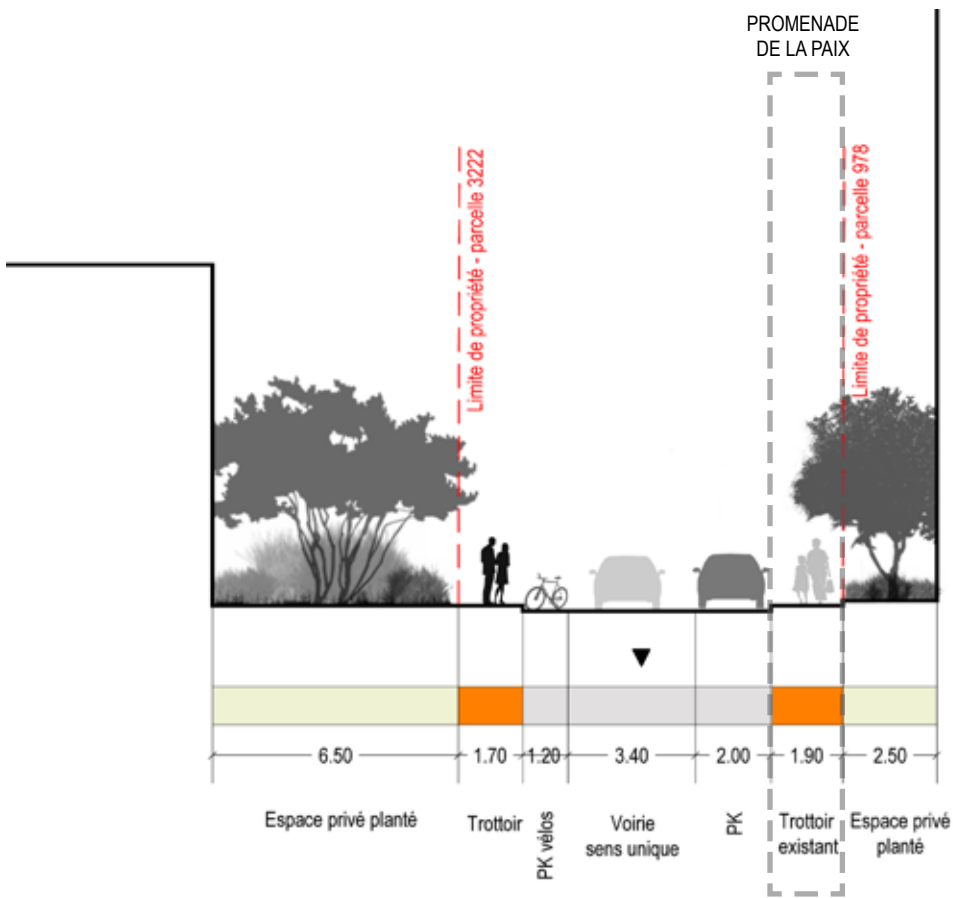 PROMENADE
DE LA PAIX
Limite de propriété - parcelle 3222
Limite de propriété - parcelle 978
6.50
1.70
1.20
3.40
2.00
1.90
2.50
Espace privé planté
Trottoir
PK vélos
Voirie
sens unique
PK
Trottoir
existant
Espace privé
planté